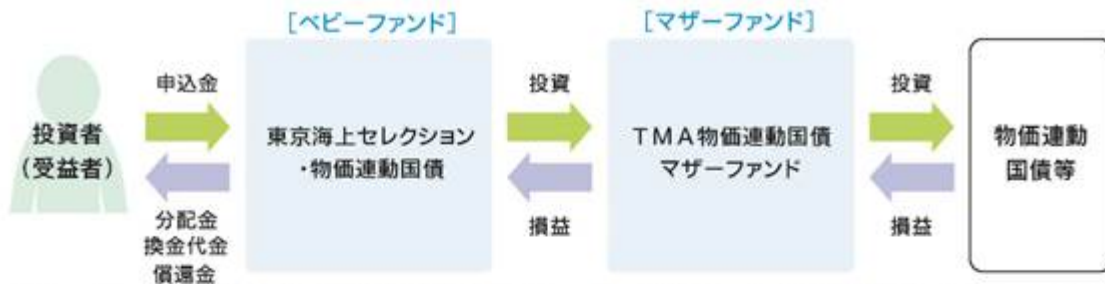 [ベビーファンド]
[マザーファンド]
申込金
投資
投資
投資者
(受益者)
東京海上セレクション
・物価連動国債
TMA物価連動国債
マザーファンド
物価連動
国債等
分配金
換金代金
償還金
損益
損益